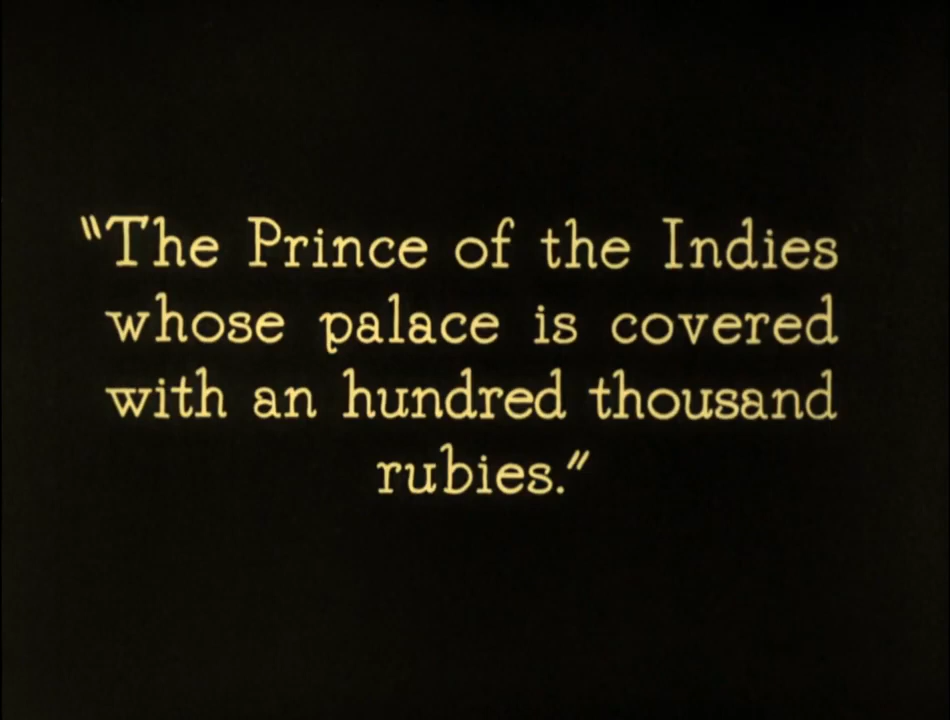 "The Prince of the Indies
whose palace is covered
with an hundred thousand
rubies."